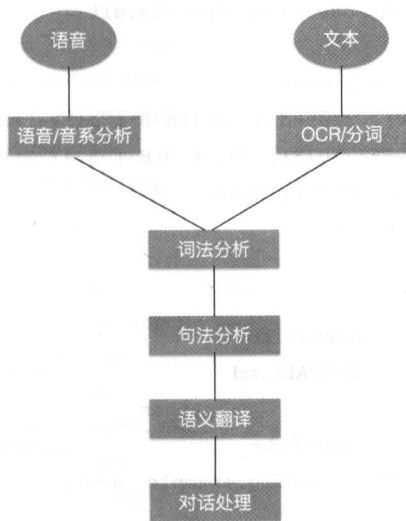 语音
文本
语音/音系分析
OCR/分词
词法分析
句法分析
语义翻译
对话处理